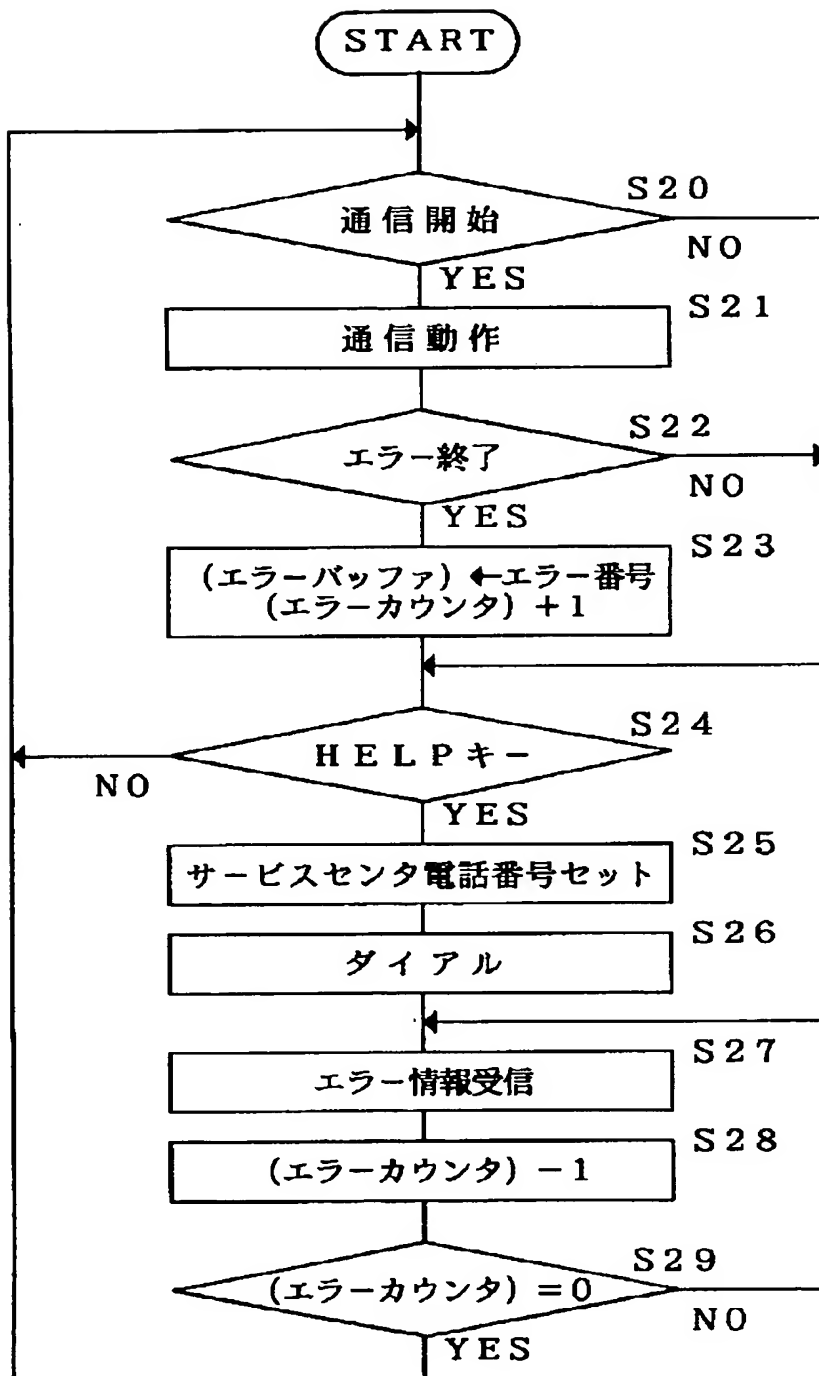 START
S20
通信開始
NO
YES
S21
通信動作
S22
エラー終了
NO
YES
S23
(エラーバッファ)←エラー番号
(エラーカウンタ)+1
S24
HELPキー
NO
YES
S25
サービスセンタ電話番号セット
S26
ダイアル
S27
エラー情報受信
S28
(エラーカウンタ)-1
S29
(エラーカウンタ)=0
NO
YES